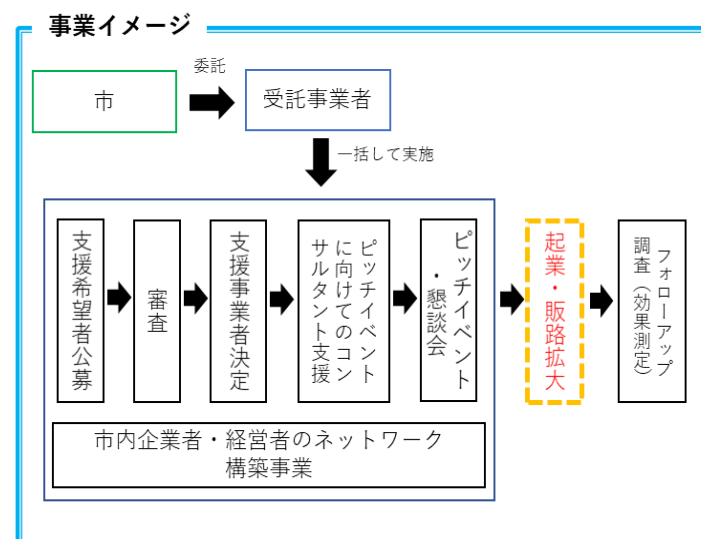 事業イメージ
市
委託
受託事業者
一括して実施
支援希望者公募
審査
支援事業者決定
ピッチイベント
に向けてのコン
サルタント支援
ピッチイベント
・懇談会
起業・販路拡大
フォローアップ
調査（効果測定）
市内企業者・経営者のネットワーク
構築事業